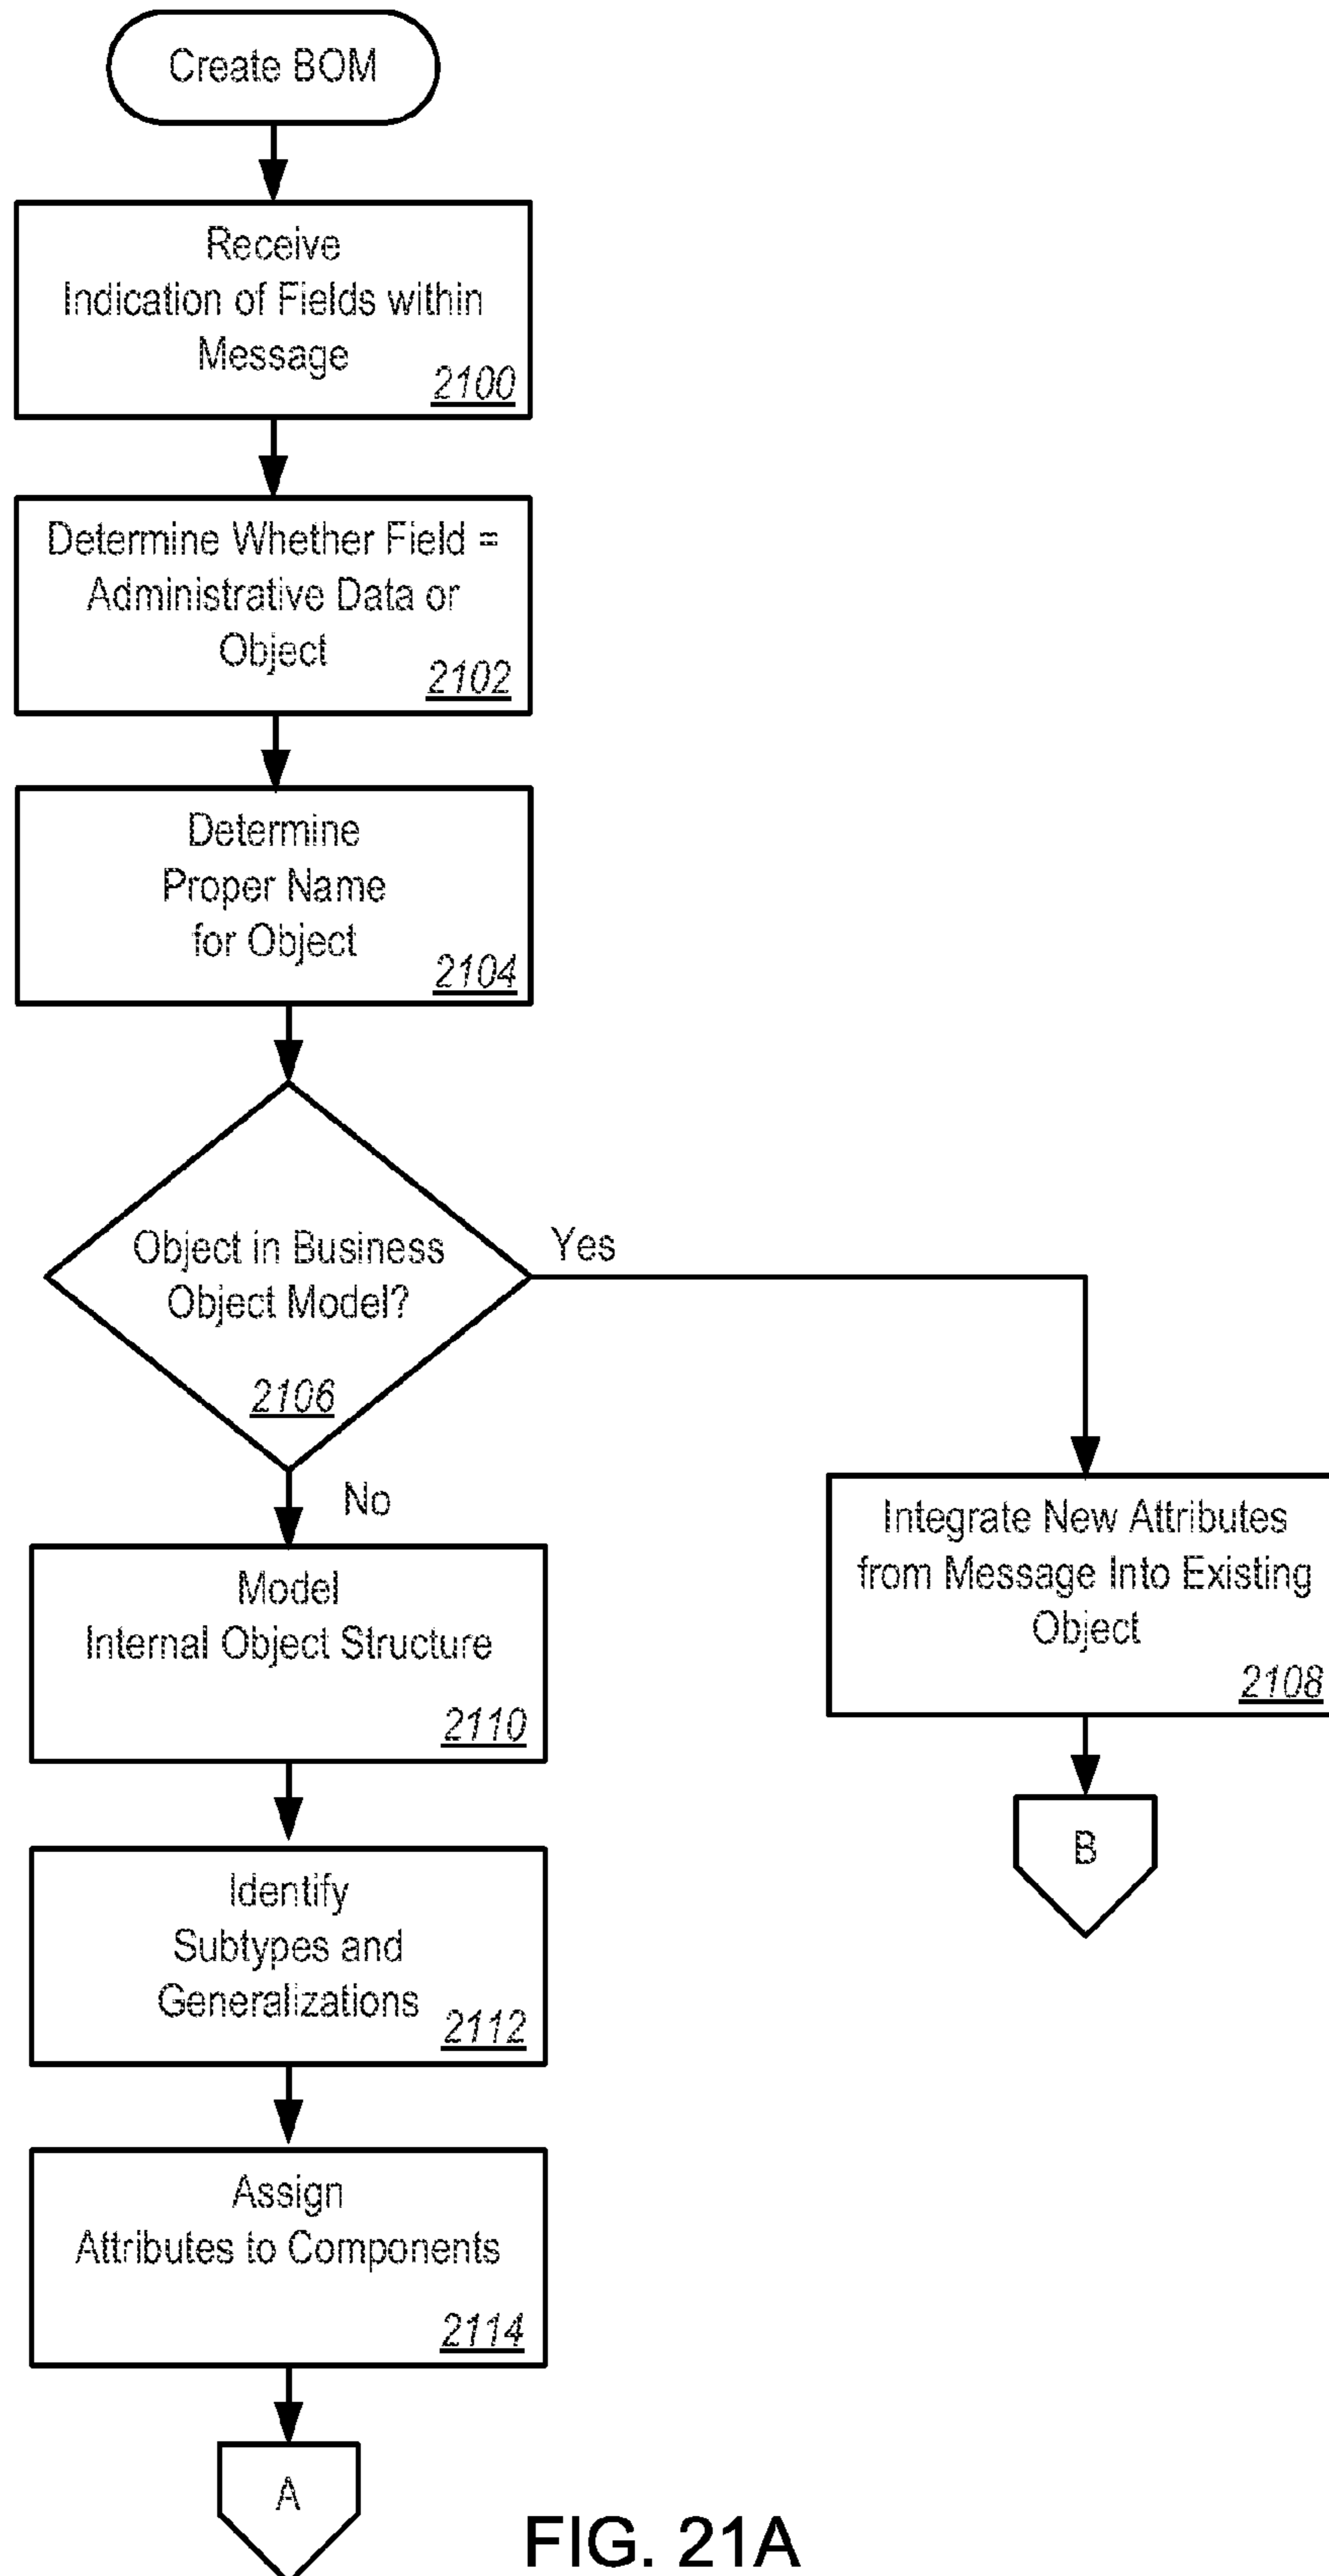 Create BOM
Receive
Indication of Fields within
Message
2100
Determine Whether Field =
Administrative Data or
Object
2102
Determine
Proper Name
for Object
2104
Object in Business
Object Model?
2106
Yes
No
Integrate New Attributes
from Message Into Existing
Object
2108
B
Model
Internal Object Structure
2110
Identify
Subtypes and
Generalizations
2112
Assign
Attributes to Components
2114
A
FIG. 21A